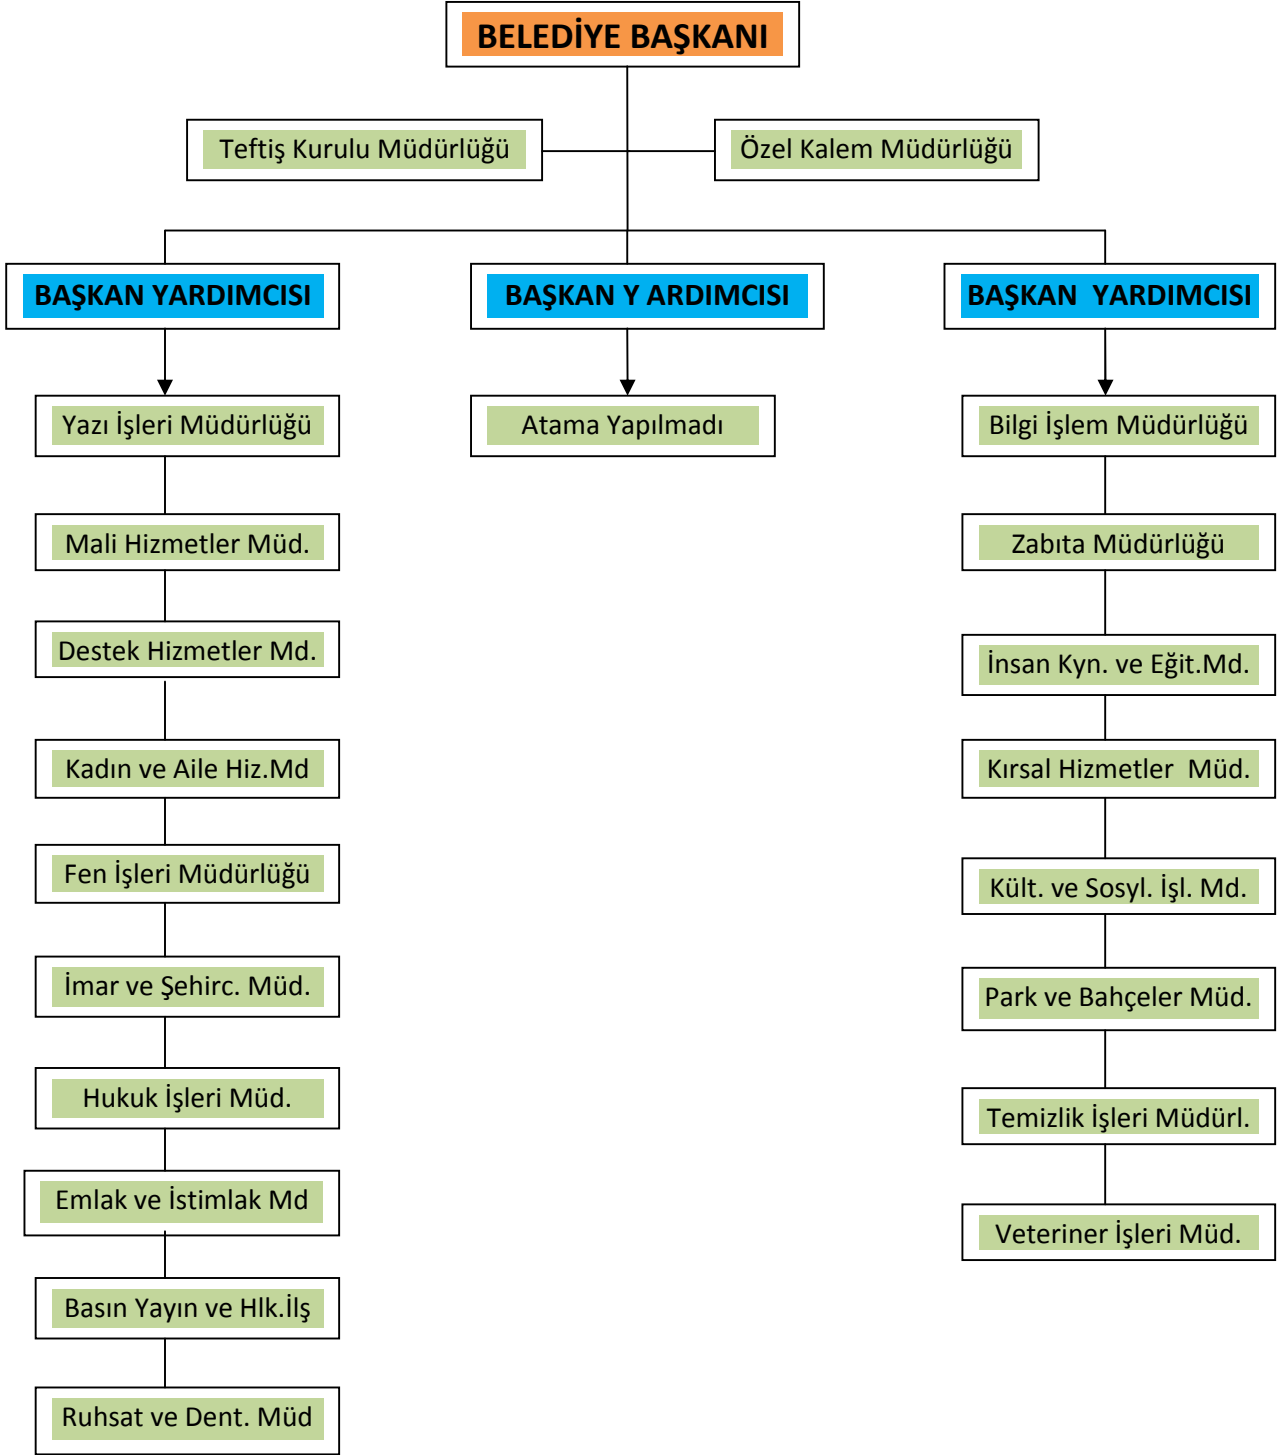 BELEDİYE BAŞKANI
Teftiş Kurulu Müdürlüğü
Özel Kalem Müdürlüğü
BAŞKAN YARDIMCISI
BAŞKAN Y ARDIMCISI
BAŞKAN  YARDIMCISI
Yazı İşleri Müdürlüğü
Atama Yapılmadı
Bilgi İşlem Müdürlüğü
Mali Hizmetler Müd.
Zabıta Müdürlüğü
Destek Hizmetler Md.
İnsan Kyn. ve Eğit.Md.
Kadın ve Aile Hiz.Md
Kırsal Hizmetler  Müd.
Fen İşleri Müdürlüğü
Kült. ve Sosyl. İşl. Md.
İmar ve Şehirc. Müd.
Park ve Bahçeler Müd.
Hukuk İşleri Müd.
Temizlik İşleri Müdürl.
Emlak ve İstimlak Md
Veteriner İşleri Müd.
Basın Yayın ve Hlk.İlş
Ruhsat ve Dent. Müd